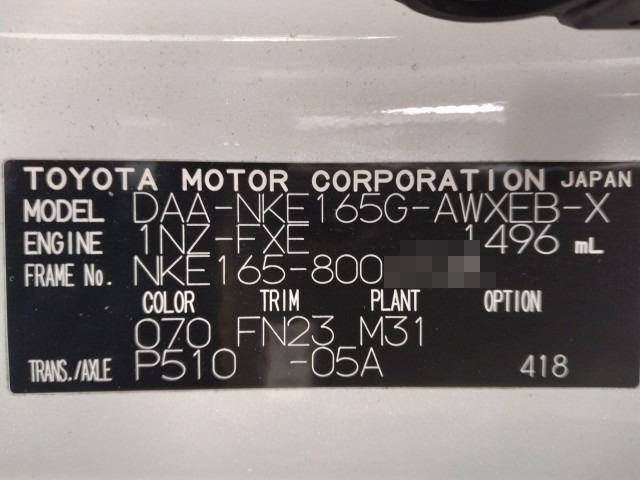 TOYOTA MOTOR CORPORATION JAPAN
MODEL DAA-NKE165G-AWXEB-X
ENGINE 1NZ-FXE 1496 mL
FRAME No. NKE165-800
COLOR TRIM PLANT OPTION
070 FN23 M31
TRANS./AXLE P510 -05A 418